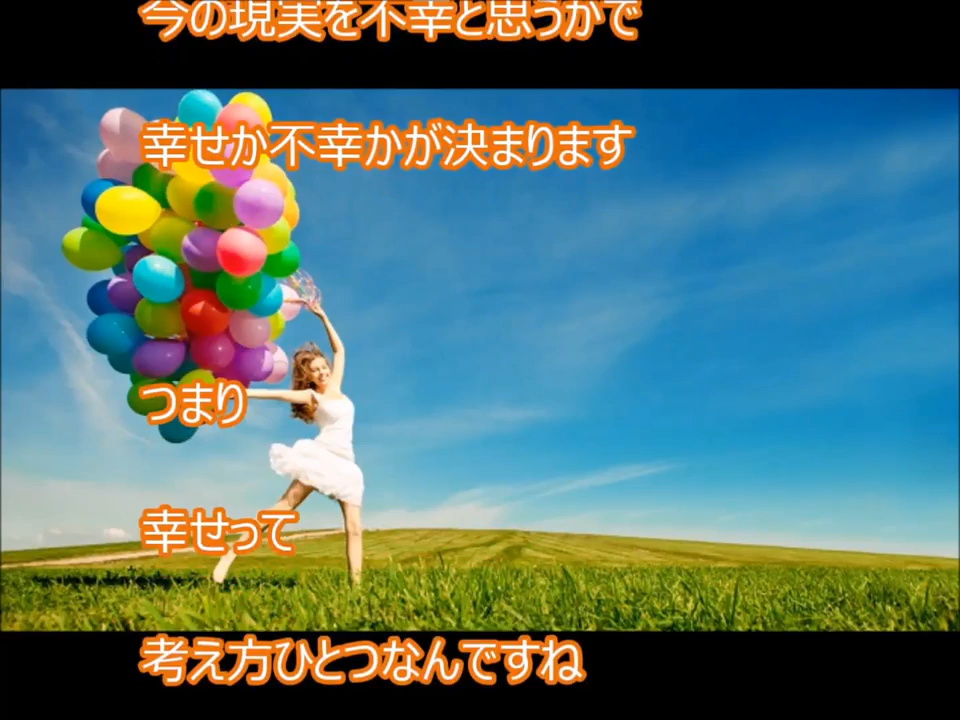 今の現実を不幸と思うかで
幸せか不幸かが決まります
つまり
幸せって
考え方ひとつなんですね